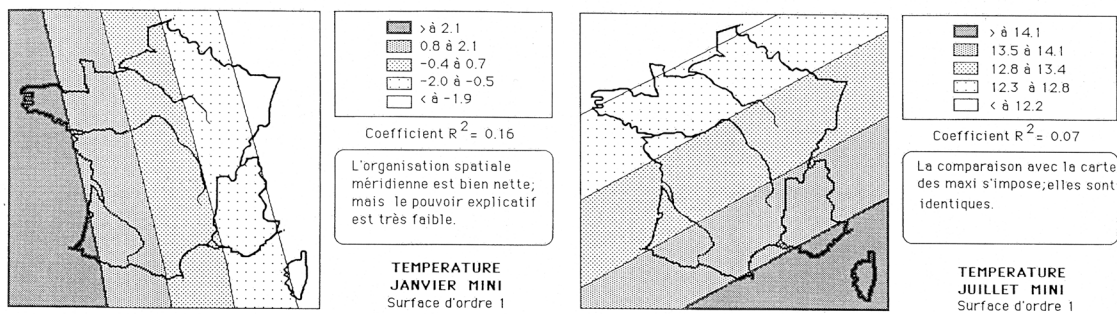 > à 2.1
0.8 à 2.1
-0.4 à 0.7
-2.0 à -0.5
< à -1.9
Coefficient R² = 0.16
L'organisation spatiale
méridienne est bien nette;
mais le pouvoir explicatif
est très faible.
TEMPERATURE
JANVIER MINI
Surface d'ordre 1
> à 14.1
13.5 à 14.1
12.8 à 13.4
12.3 à 12.8
< à 12.2
Coefficient R² = 0.07
La comparaison avec la carte
des maxi s'impose;elles sont
identiques.
TEMPERATURE
JUILLET MINI
Surface d'ordre 1